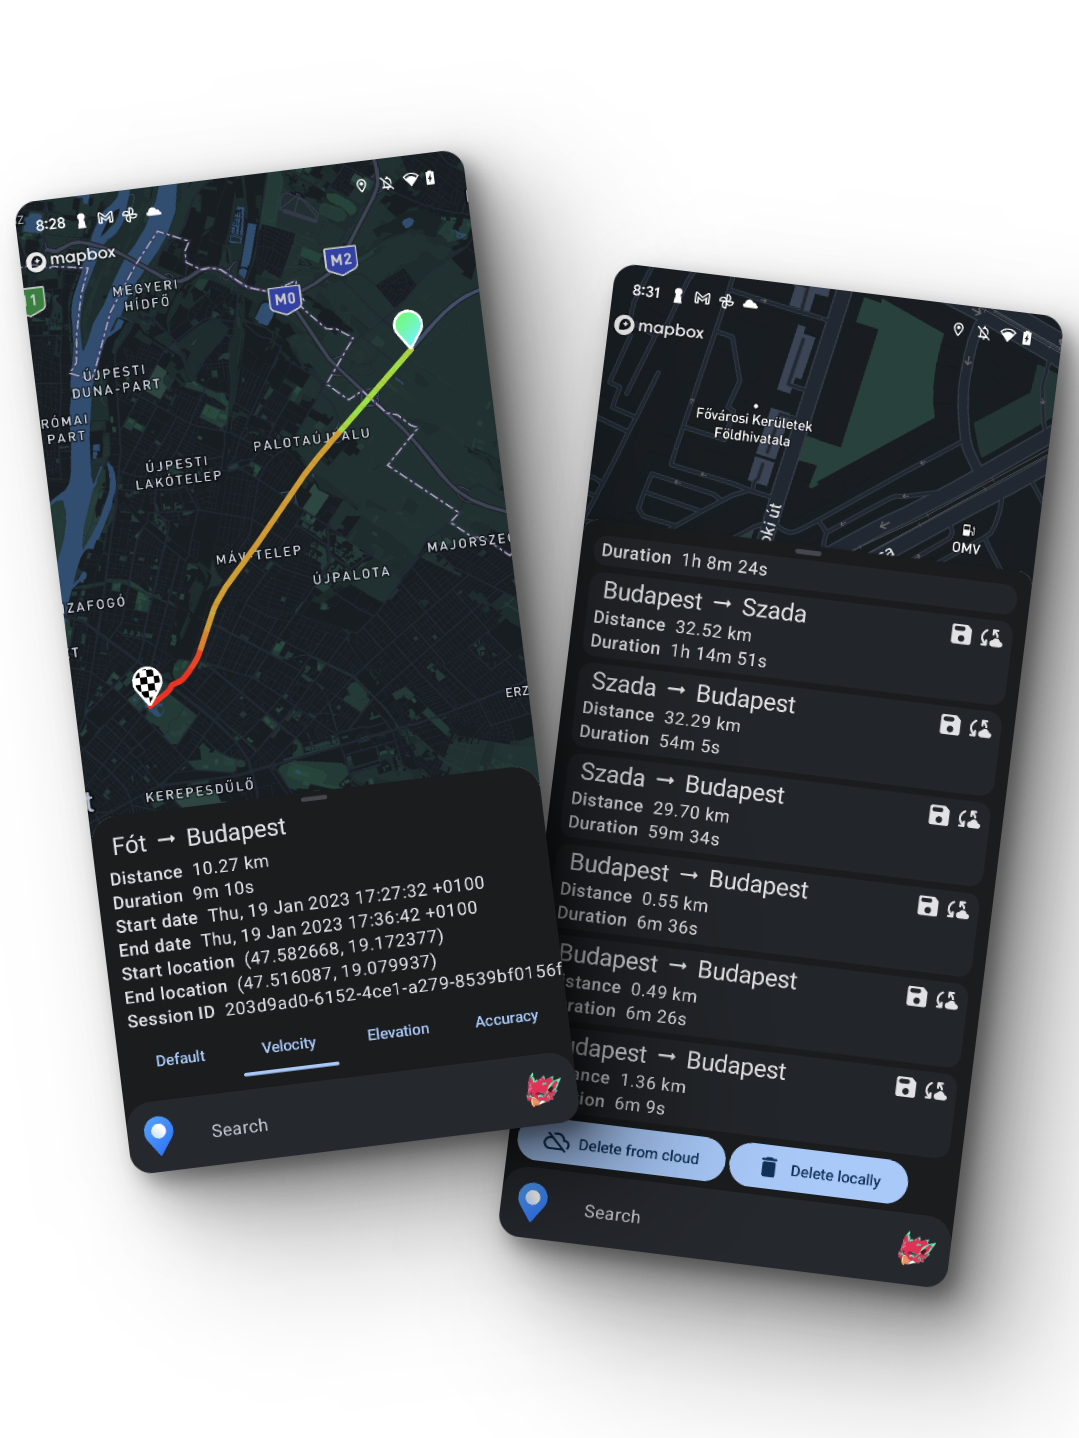 8:28
mapbox
1
M2
M0
MEGYERI
HÍDFŐ
ÚJPESTI
DUNA-PART
RÓMAI
PART
PALOTAÚJFALU
ÚJPESTI
LAKÓTELEP
MÁV-TELEP
MAJORSZEG
ÚJPALOTA
ZAFOGÓ
ERZ
KEREPESDŰLŐ
Fót → Budapest
Distance 10.27 km
Duration 9m 10s
Start date Thu, 19 Jan 2023 17:27:32 +0100
End date Thu, 19 Jan 2023 17:36:42 +0100
Start location (47.582668, 19.172377)
End location (47.516087, 19.079937)
Session ID 203d9ad0-6152-4ce1-a279-8539bf0156f
Default Velocity Elevation Accuracy
Search
8:31
mapbox
Fővárosi Kerületek
Földhivatala
oki út
OMV
Duration 1h 8m 24s
Budapest → Szada
Distance 32.52 km
Duration 1h 14m 51s
Szada → Budapest
Distance 32.29 km
Duration 54m 5s
Szada → Budapest
Distance 29.70 km
Duration 59m 34s
Budapest → Budapest
Distance 0.55 km
Duration 6m 36s
Budapest → Budapest
stance 0.49 km
ration 6m 26s
dapest → Budapest
ance 1.36 km
ion 6m 9s
Delete from cloud
Delete locally
Search